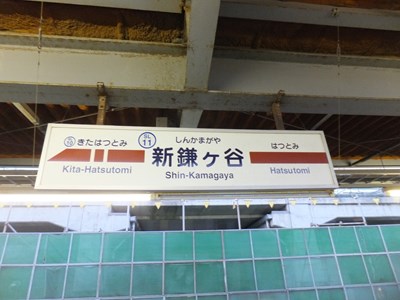 きたはつとみ
Kita-Hatsutomi
SL
11
しんかまがや
新鎌ヶ谷
Shin-Kamagaya
はつとみ
Hatsutomi